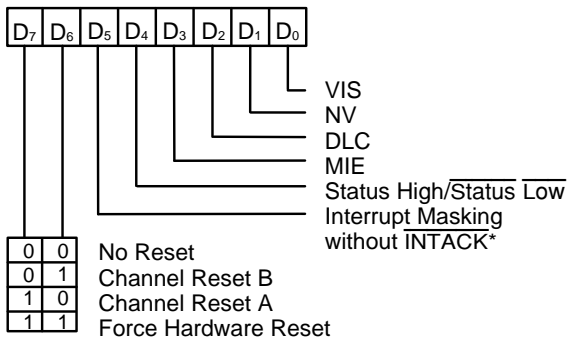 D7 D6 D5 D4 D3 D2 D1 D0
VIS
NV
DLC
MIE
Status High/Status Low
Interrupt Masking
without INTACK*
0 0 No Reset
0 1 Channel Reset B
1 0 Channel Reset A
1 1 Force Hardware Reset